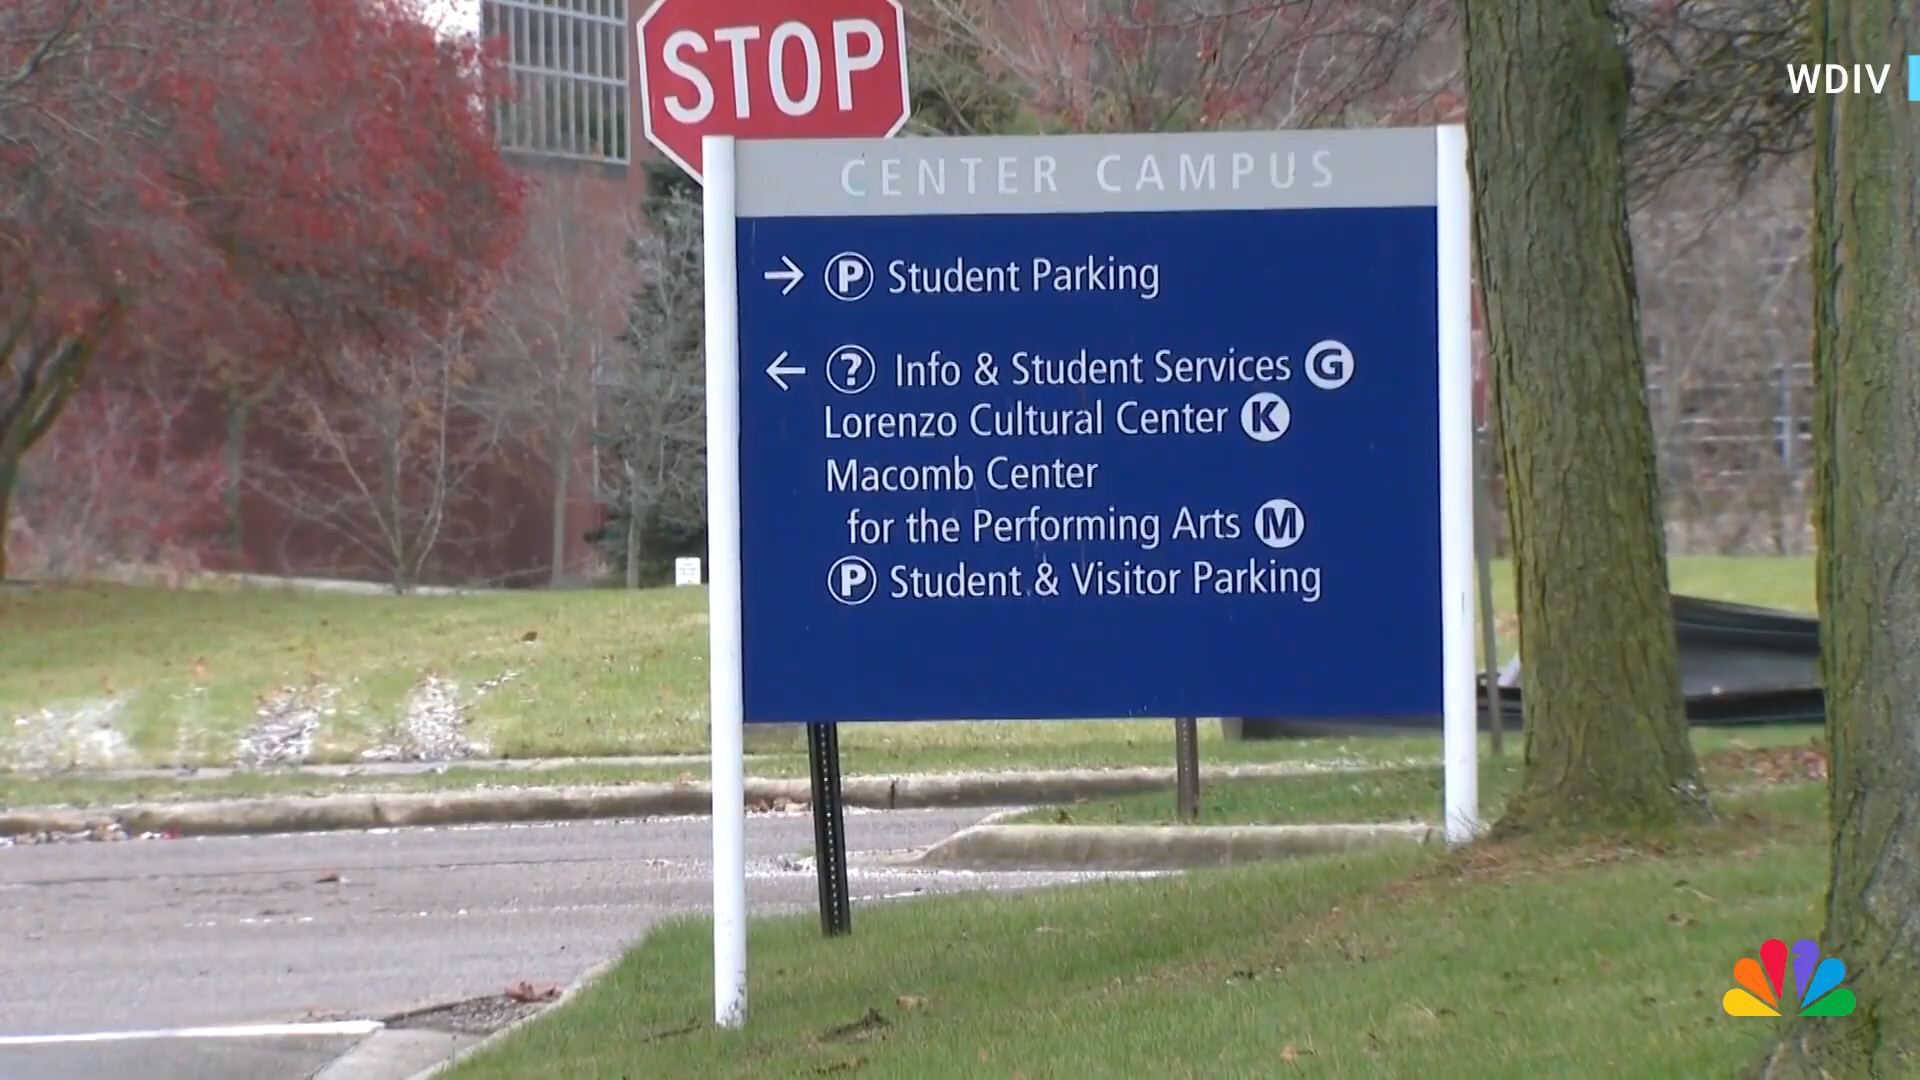 STOP
WDIV
CENTER CAMPUS
→ P Student Parking
← ? Info & Student Services G
Lorenzo Cultural Center K
Macomb Center
for the Performing Arts M
P Student & Visitor Parking